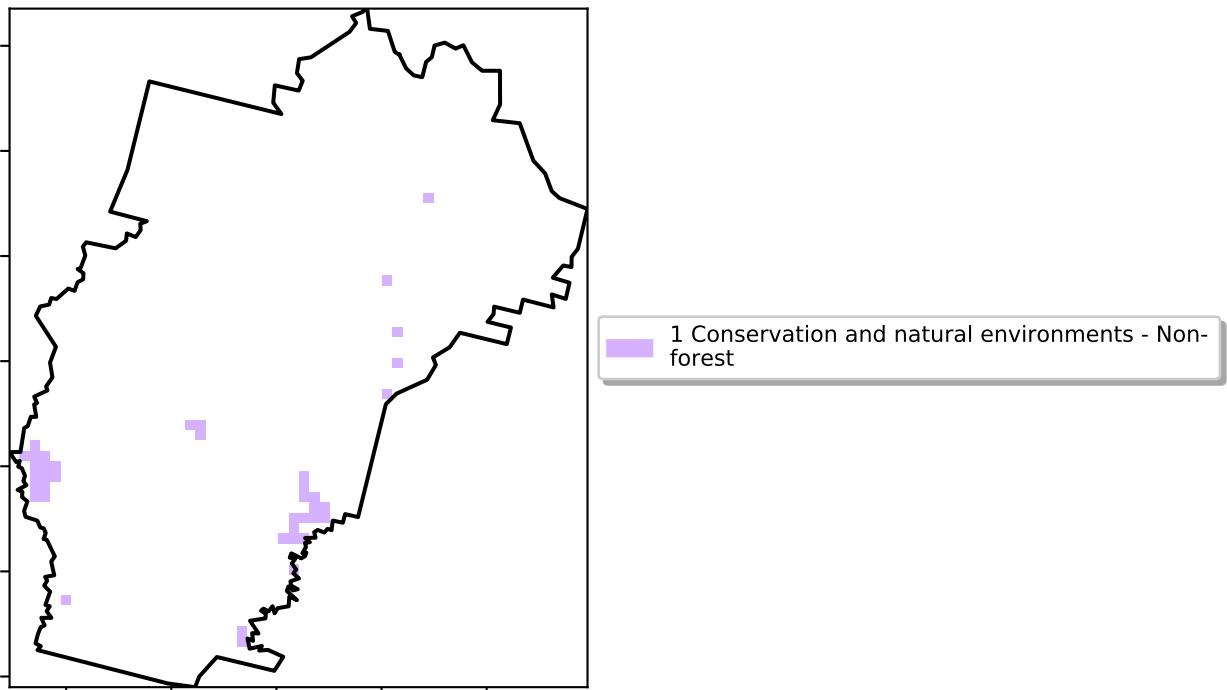 1 Conservation and natural environments - Non-
forest